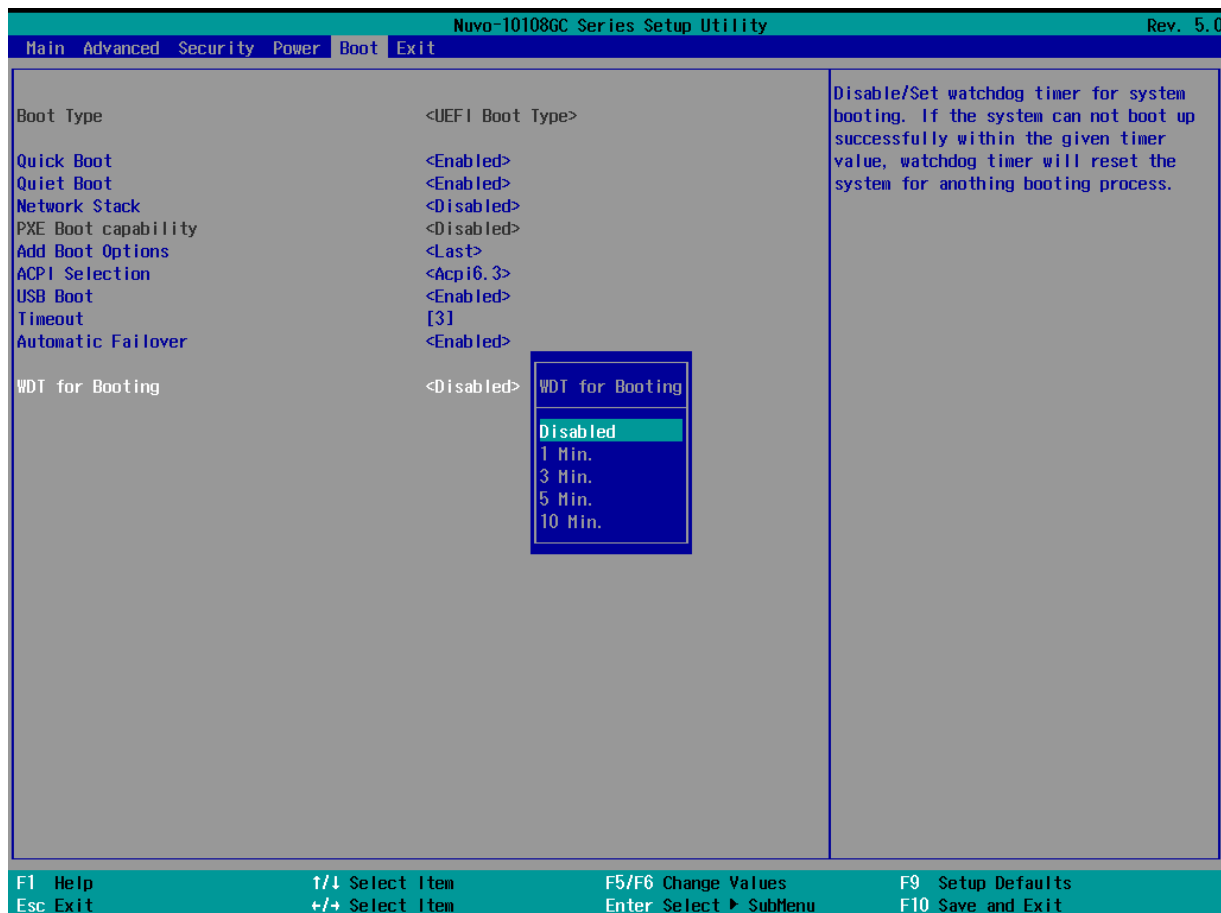 Nuvo-10108GC Series Setup Utility Rev. 5.0
Main Advanced Security Power Boot Exit
Boot Type <UEFI Boot Type>
Quick Boot <Enabled>
Quiet Boot <Enabled>
Network Stack <Disabled>
PXE Boot capability <Disabled>
Add Boot Options <Last>
ACPI Selection <Acpi6.3>
USB Boot <Enabled>
Timeout [3]
Automatic Failover <Enabled>
WDT for Booting <Disabled>
WDT for Booting
Disabled
1 Min.
3 Min.
5 Min.
10 Min.
Disable/Set watchdog timer for system
booting. If the system can not boot up
successfully within the given timer
value, watchdog timer will reset the
system for anothing booting process.
F1 Help ↑/↓ Select Item F5/F6 Change Values F9 Setup Defaults
Esc Exit ←/→ Select Item Enter Select ▶ SubMenu F10 Save and Exit